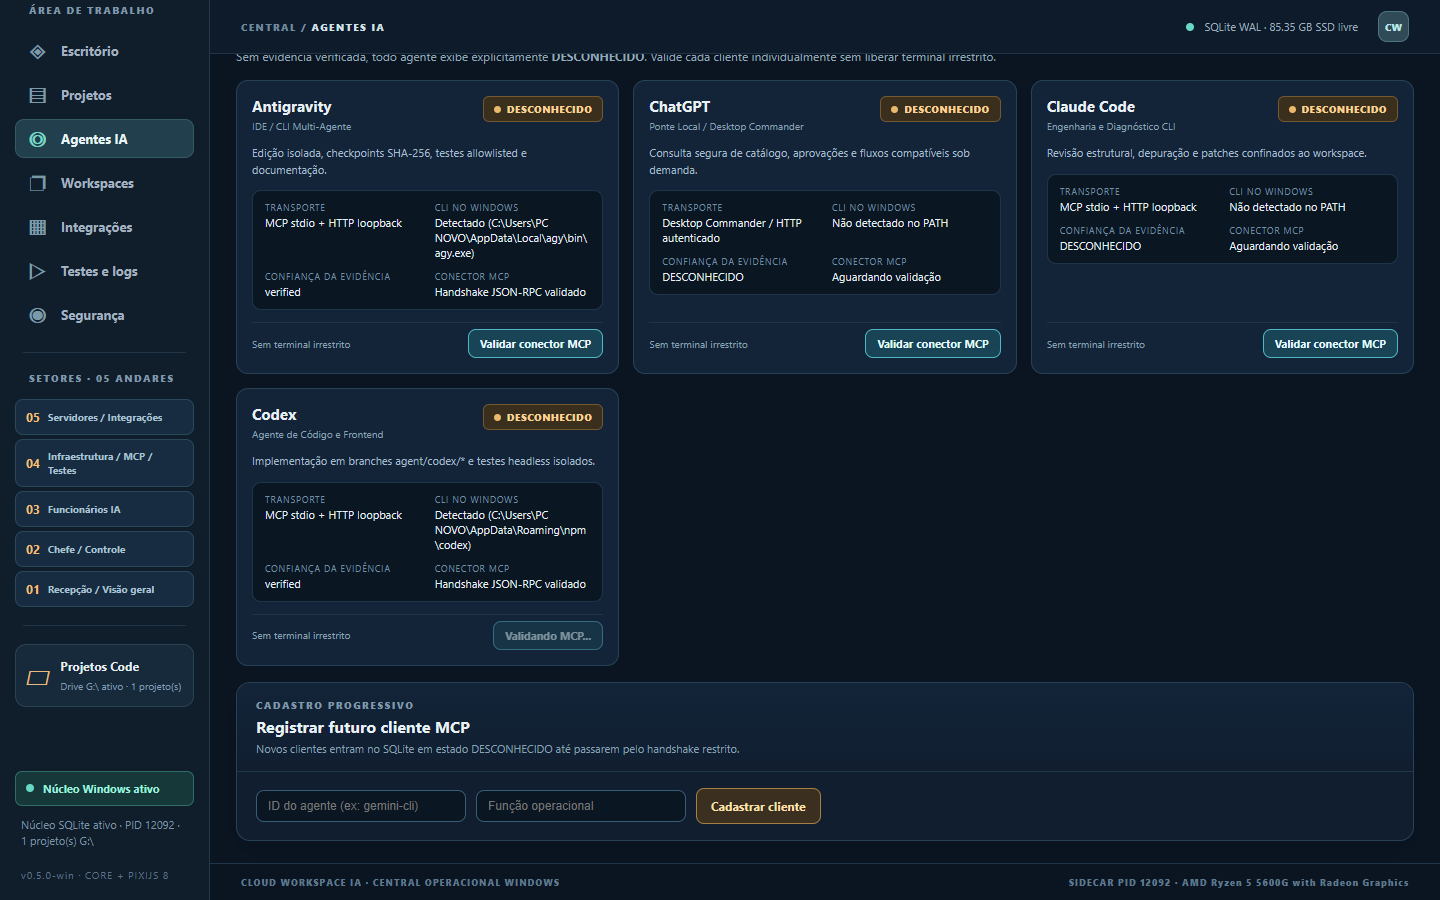 ÁREA DE TRABALHO
Escritório
Projetos
Agentes IA
Workspaces
Integrações
Testes e logs
Segurança
SETORES · 05 ANDARES
05 Servidores / Integrações
04 Infraestrutura / MCP /
Testes
03 Funcionários IA
02 Chefe / Controle
01 Recepção / Visão geral
Projetos Code
Drive G:\ ativo · 1 projeto(s)
Núcleo Windows ativo
Núcleo SQLite ativo · PID 12092 ·
1 projeto(s) G:\
v0.5.0-win · CORE + PIXIJS 8
CENTRAL / AGENTES IA
SQLite WAL · 85.35 GB SSD livre
CW
Sem evidência verificada, todo agente exibe explicitamente DESCONHECIDO. Valide cada cliente individualmente sem liberar terminal irrestrito.
Antigravity
DESCONHECIDO
IDE / CLI Multi-Agente
Edição isolada, checkpoints SHA-256, testes allowlisted e
documentação.
TRANSPORTE
MCP stdio + HTTP loopback
CLI NO WINDOWS
Detectado (C:\Users\PC
NOVO\AppData\Local\agy\bin\
agy.exe)
CONFIANÇA DA EVIDÊNCIA
verified
CONECTOR MCP
Handshake JSON-RPC validado
Sem terminal irrestrito
Validar conector MCP
ChatGPT
DESCONHECIDO
Ponte Local / Desktop Commander
Consulta segura de catálogo, aprovações e fluxos compatíveis sob
demanda.
TRANSPORTE
Desktop Commander / HTTP
autenticado
CLI NO WINDOWS
Não detectado no PATH
CONFIANÇA DA EVIDÊNCIA
DESCONHECIDO
CONECTOR MCP
Aguardando validação
Sem terminal irrestrito
Validar conector MCP
Claude Code
DESCONHECIDO
Engenharia e Diagnóstico CLI
Revisão estrutural, depuração e patches confinados ao workspace.
TRANSPORTE
MCP stdio + HTTP loopback
CLI NO WINDOWS
Não detectado no PATH
CONFIANÇA DA EVIDÊNCIA
DESCONHECIDO
CONECTOR MCP
Aguardando validação
Sem terminal irrestrito
Validar conector MCP
Codex
DESCONHECIDO
Agente de Código e Frontend
Implementação em branches agent/codex/* e testes headless isolados.
TRANSPORTE
MCP stdio + HTTP loopback
CLI NO WINDOWS
Detectado (C:\Users\PC
NOVO\AppData\Roaming\npm
\codex)
CONFIANÇA DA EVIDÊNCIA
verified
CONECTOR MCP
Handshake JSON-RPC validado
Sem terminal irrestrito
Validando MCP...
CADASTRO PROGRESSIVO
Registrar futuro cliente MCP
Novos clientes entram no SQLite em estado DESCONHECIDO até passarem pelo handshake restrito.
ID do agente (ex: gemini-cli)
Função operacional
Cadastrar cliente
CLOUD WORKSPACE IA · CENTRAL OPERACIONAL WINDOWS
SIDECAR PID 12092 · AMD Ryzen 5 5600G with Radeon Graphics